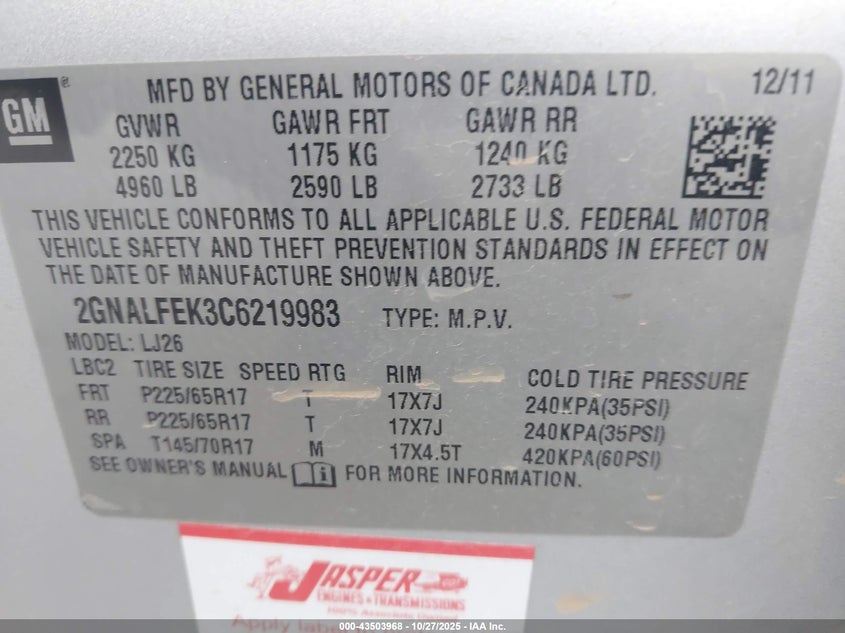 GM
®
MFD BY GENERAL MOTORS OF CANADA LTD. 12/11
GVWR GAWR FRT GAWR RR
2250 KG 1175 KG 1240 KG
4960 LB 2590 LB 2733 LB
THIS VEHICLE CONFORMS TO ALL APPLICABLE U.S. FEDERAL MOTOR
VEHICLE SAFETY AND THEFT PREVENTION STANDARDS IN EFFECT ON
THE DATE OF MANUFACTURE SHOWN ABOVE.
2GNALFEK3C6219983 TYPE: M.P.V.
MODEL: LJ26
LBC2 TIRE SIZE SPEED RTG RIM COLD TIRE PRESSURE
FRT P225/65R17 T 17X7J 240KPA(35PSI)
RR P225/65R17 T 17X7J 240KPA(35PSI)
SPA T145/70R17 M 17X4.5T 420KPA(60PSI)
SEE OWNER'S MANUAL i FOR MORE INFORMATION.
JASPER
ENGINES & TRANSMISSIONS
100% Associate Owned
Apply label
000-43503968 - 10/27/2025 - IAA Inc.